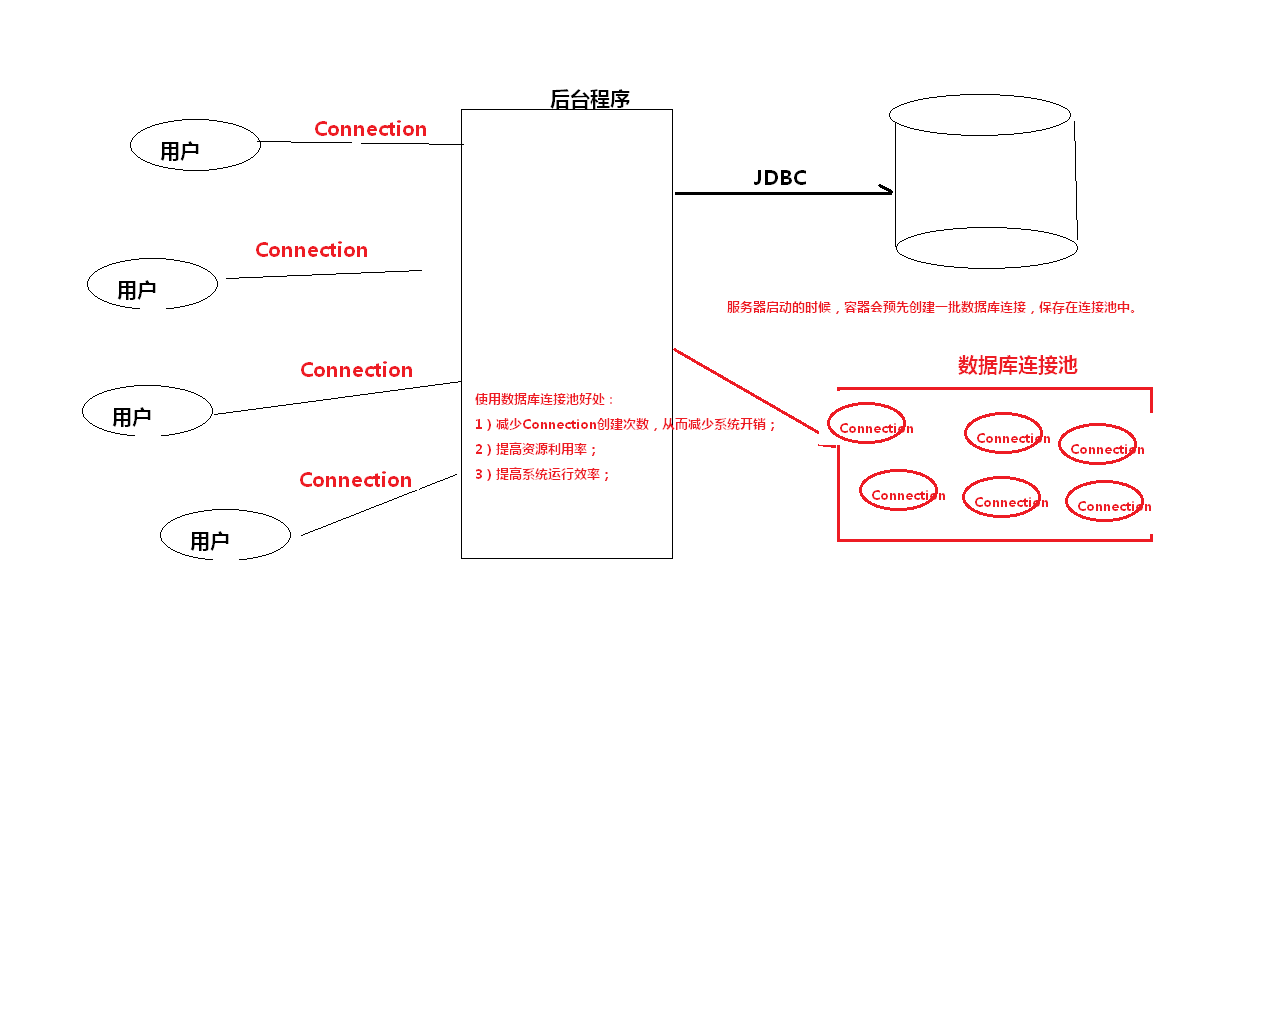 后台程序
Connection
用户
JDBC
Connection
用户
服务器启动的时候，容器会预先创建一批数据库连接，保存在连接池中。
数据库连接池
Connection
用户
使用数据库连接池好处：
1）减少Connection创建次数，从而减少系统开销；
2）提高资源利用率；
3）提高系统运行效率；
Connection
Connection
Connection
Connection
Connection
Connection
Connection
用户